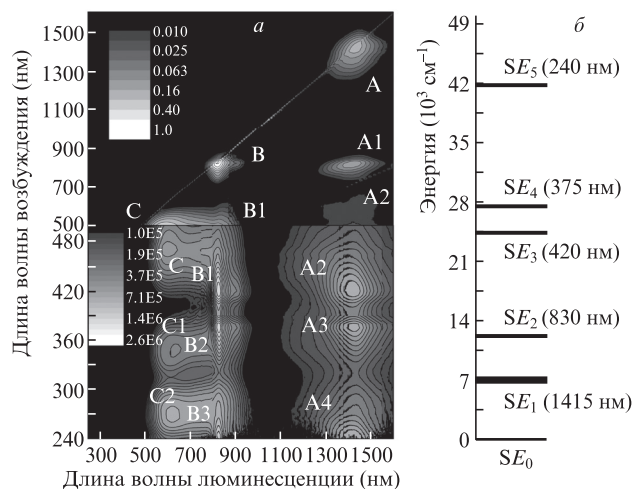 а
б
Длина волны возбуждения (нм)
1500
1300
1100
900
700
500
480
420
360
300
240
0.010
0.025
0.063
0.16
0.40
1.0
A
B
A1
C
B1
A2
1.0E5
1.9E5
3.7E5
7.1E5
1.4E6
2.6E6
C
B1
A2
C1
B2
A3
C2
B3
A4
300 500 700 900 1100 1300 1500
Длина волны люминесценции (нм)
Энергия (10³ см⁻¹)
49
42
35
28
21
14
7
0
SE₅ (240 нм)
SE₄ (375 нм)
SE₃ (420 нм)
SE₂ (830 нм)
SE₁ (1415 нм)
SE₀